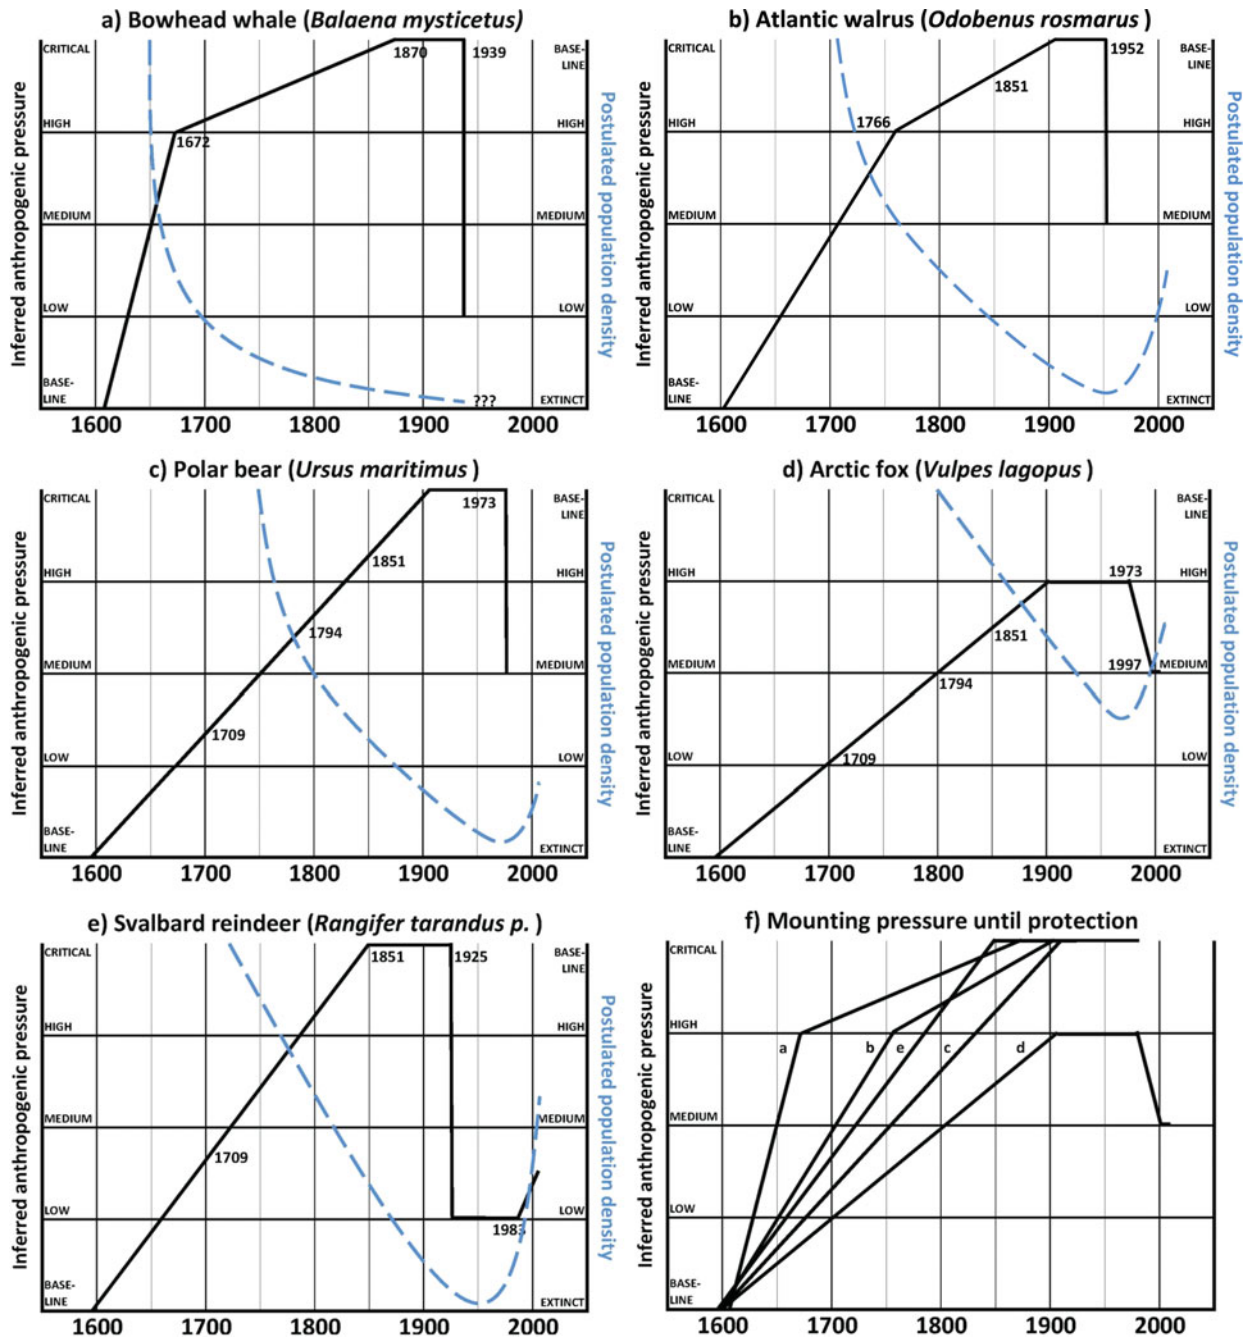 a) Bowhead whale (Balaena mysticetus)
Inferred anthropogenic pressure
CRITICAL
HIGH
MEDIUM
LOW
BASE-
LINE
1672
1870
1939
???
BASE-
LINE
HIGH
MEDIUM
LOW
EXTINCT
Postulated population density
1600 1700 1800 1900 2000
b) Atlantic walrus (Odobenus rosmarus )
Inferred anthropogenic pressure
CRITICAL
HIGH
MEDIUM
LOW
BASE-
LINE
1766
1851
1952
BASE-
LINE
HIGH
MEDIUM
LOW
EXTINCT
Postulated population density
1600 1700 1800 1900 2000
c) Polar bear (Ursus maritimus )
Inferred anthropogenic pressure
CRITICAL
HIGH
MEDIUM
LOW
BASE-
LINE
1709
1794
1851
1973
BASE-
LINE
HIGH
MEDIUM
LOW
EXTINCT
Postulated population density
1600 1700 1800 1900 2000
d) Arctic fox (Vulpes lagopus )
Inferred anthropogenic pressure
CRITICAL
HIGH
MEDIUM
LOW
BASE-
LINE
1709
1794
1851
1973
1997
BASE-
LINE
HIGH
MEDIUM
LOW
EXTINCT
Postulated population density
1600 1700 1800 1900 2000
e) Svalbard reindeer (Rangifer tarandus p. )
Inferred anthropogenic pressure
CRITICAL
HIGH
MEDIUM
LOW
BASE-
LINE
1709
1851
1925
1983
BASE-
LINE
HIGH
MEDIUM
LOW
EXTINCT
Postulated population density
1600 1700 1800 1900 2000
f) Mounting pressure until protection
Inferred anthropogenic pressure
CRITICAL
HIGH
MEDIUM
LOW
BASE-
LINE
a b e c d
1600 1700 1800 1900 2000